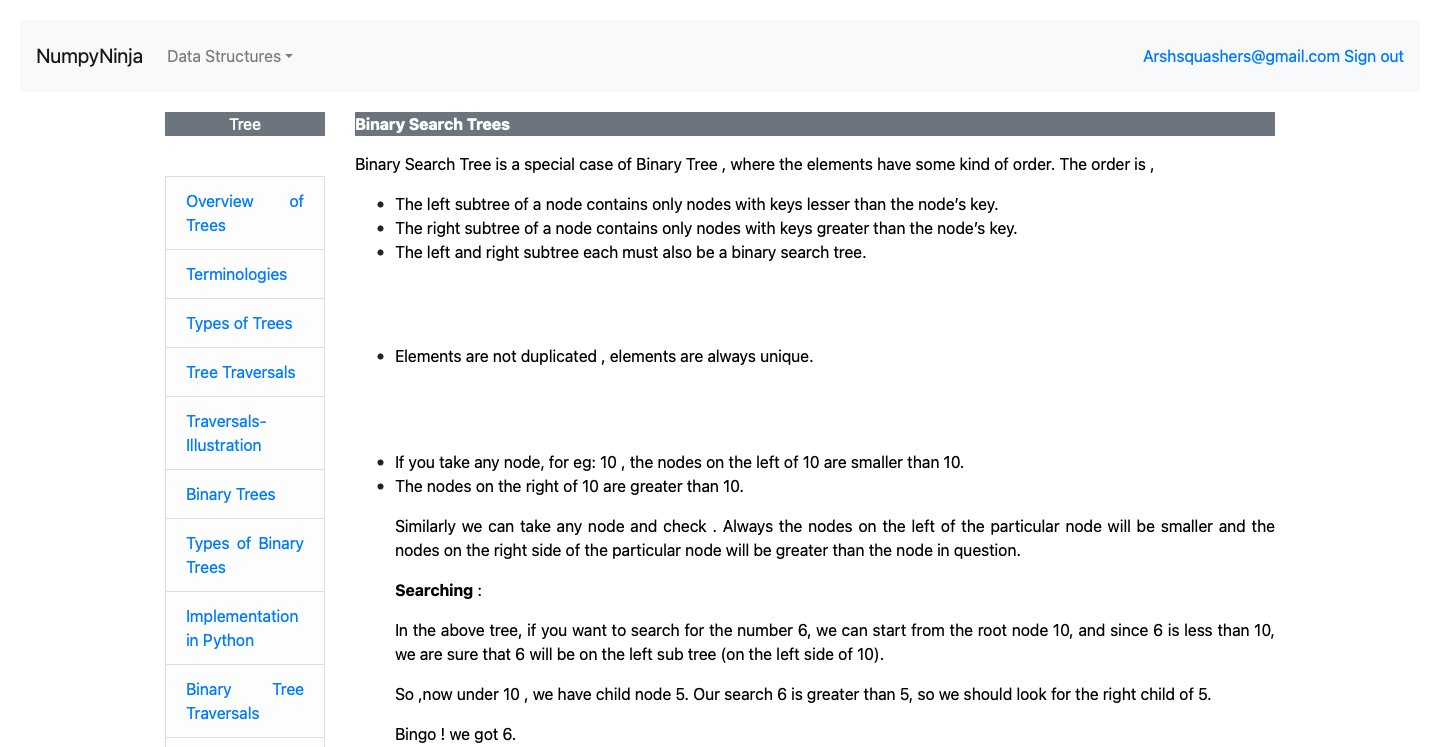 NumpyNinja Data Structures Arshsquashers@gmail.com Sign out
Tree
Overview of
Trees
Terminologies
Types of Trees
Tree Traversals
Traversals-
Illustration
Binary Trees
Types of Binary
Trees
Implementation
in Python
Binary Tree
Traversals
Binary Search Trees
Binary Search Tree is a special case of Binary Tree , where the elements have some kind of order. The order is ,
• The left subtree of a node contains only nodes with keys lesser than the node’s key.
• The right subtree of a node contains only nodes with keys greater than the node’s key.
• The left and right subtree each must also be a binary search tree.
• Elements are not duplicated , elements are always unique.
• If you take any node, for eg: 10 , the nodes on the left of 10 are smaller than 10.
• The nodes on the right of 10 are greater than 10.
Similarly we can take any node and check . Always the nodes on the left of the particular node will be smaller and the
nodes on the right side of the particular node will be greater than the node in question.
Searching :
In the above tree, if you want to search for the number 6, we can start from the root node 10, and since 6 is less than 10,
we are sure that 6 will be on the left sub tree (on the left side of 10).
So ,now under 10 , we have child node 5. Our search 6 is greater than 5, so we should look for the right child of 5.
Bingo ! we got 6.